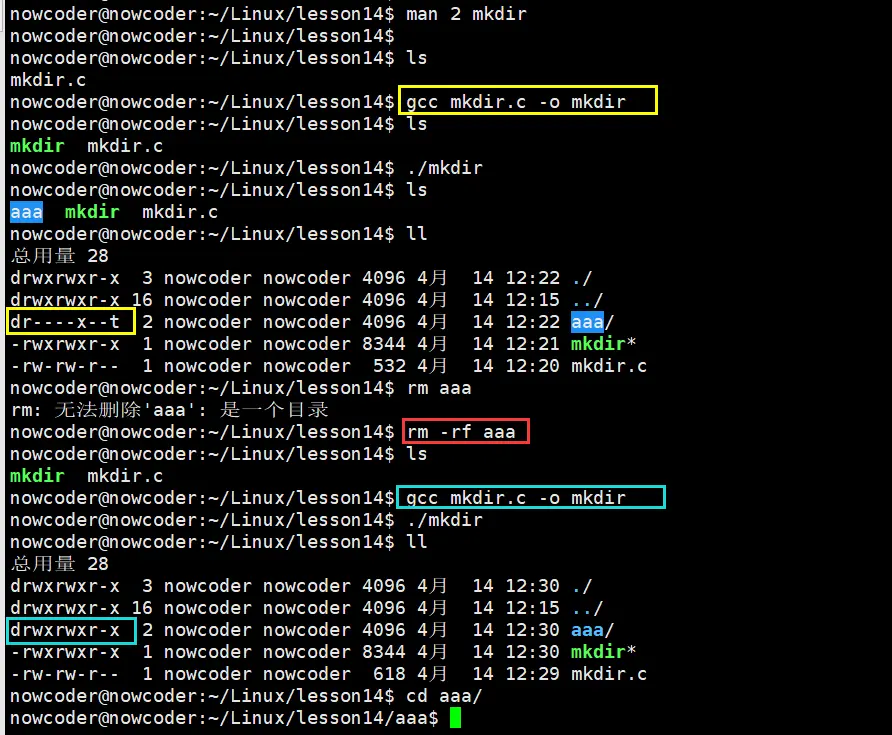 nowcoder@nowcoder:~/Linux/lesson14$ man 2 mkdir
nowcoder@nowcoder:~/Linux/lesson14$
nowcoder@nowcoder:~/Linux/lesson14$ ls
mkdir.c
nowcoder@nowcoder:~/Linux/lesson14$ gcc mkdir.c -o mkdir
nowcoder@nowcoder:~/Linux/lesson14$ ls
mkdir  mkdir.c
nowcoder@nowcoder:~/Linux/lesson14$ ./mkdir
nowcoder@nowcoder:~/Linux/lesson14$ ls
aaa  mkdir  mkdir.c
nowcoder@nowcoder:~/Linux/lesson14$ ll
总用量 28
drwxrwxr-x  3 nowcoder nowcoder 4096 4月  14 12:22 ./
drwxrwxr-x 16 nowcoder nowcoder 4096 4月  14 12:15 ../
dr----x--t  2 nowcoder nowcoder 4096 4月  14 12:22 aaa/
-rwxrwxr-x  1 nowcoder nowcoder 8344 4月  14 12:21 mkdir*
-rw-rw-r--  1 nowcoder nowcoder  532 4月  14 12:20 mkdir.c
nowcoder@nowcoder:~/Linux/lesson14$ rm aaa
rm: 无法删除'aaa': 是一个目录
nowcoder@nowcoder:~/Linux/lesson14$ rm -rf aaa
nowcoder@nowcoder:~/Linux/lesson14$ ls
mkdir  mkdir.c
nowcoder@nowcoder:~/Linux/lesson14$ gcc mkdir.c -o mkdir
nowcoder@nowcoder:~/Linux/lesson14$ ./mkdir
nowcoder@nowcoder:~/Linux/lesson14$ ll
总用量 28
drwxrwxr-x  3 nowcoder nowcoder 4096 4月  14 12:30 ./
drwxrwxr-x 16 nowcoder nowcoder 4096 4月  14 12:15 ../
drwxrwxr-x  2 nowcoder nowcoder 4096 4月  14 12:30 aaa/
-rwxrwxr-x  1 nowcoder nowcoder 8344 4月  14 12:30 mkdir*
-rw-rw-r--  1 nowcoder nowcoder  618 4月  14 12:29 mkdir.c
nowcoder@nowcoder:~/Linux/lesson14$ cd aaa/
nowcoder@nowcoder:~/Linux/lesson14/aaa$